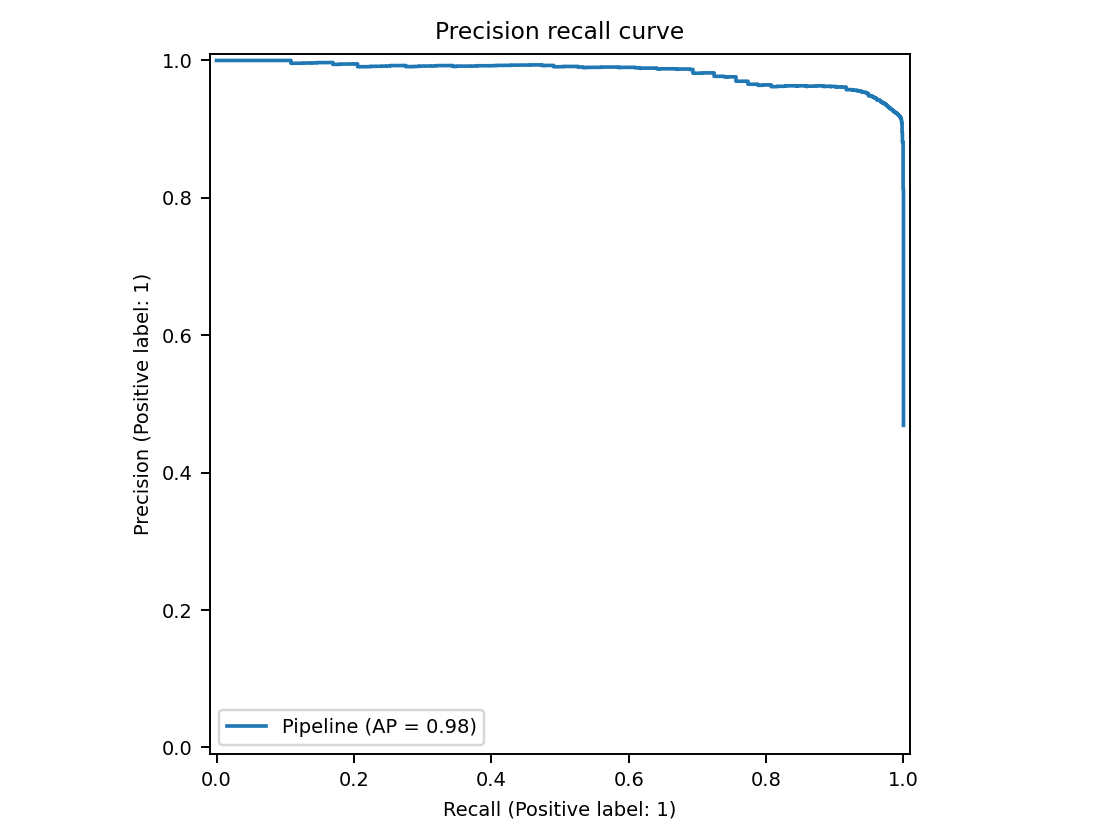 Precision recall curve
1.0
0.8
0.6
0.4
0.2
0.0
Precision (Positive label: 1)
Pipeline (AP = 0.98)
0.0 0.2 0.4 0.6 0.8 1.0
Recall (Positive label: 1)